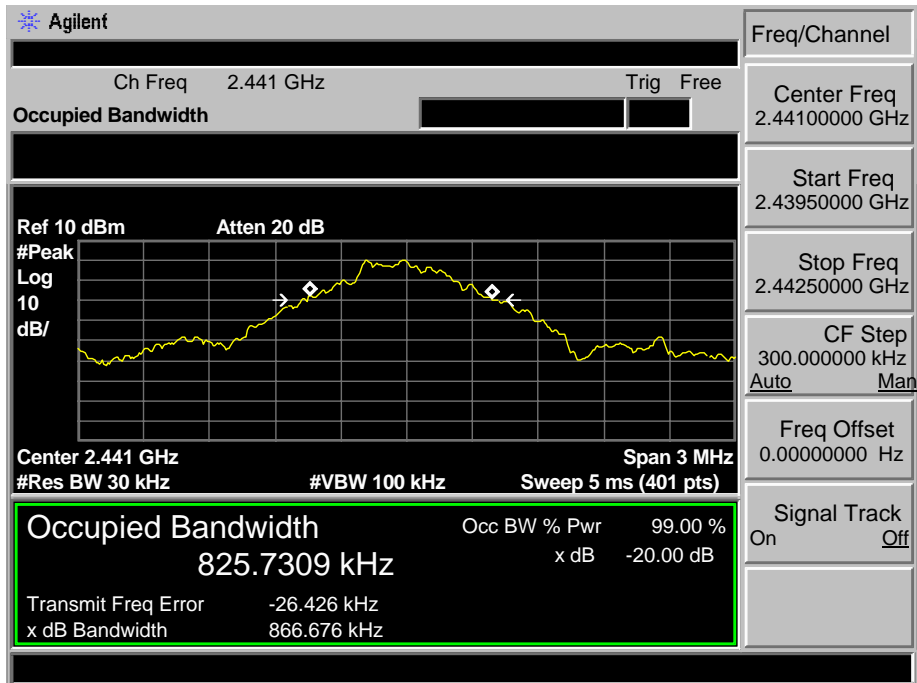 Agilent
Freq/Channel
Ch Freq 2.441 GHz Trig Free
Occupied Bandwidth
Center Freq
2.44100000 GHz
Start Freq
2.43950000 GHz
Stop Freq
2.44250000 GHz
CF Step
300.000000 kHz
Auto Man
Freq Offset
0.00000000 Hz
Signal Track
On Off
Ref 10 dBm Atten 20 dB
#Peak
Log
10
dB/
Center 2.441 GHz Span 3 MHz
#Res BW 30 kHz #VBW 100 kHz Sweep 5 ms (401 pts)
Occupied Bandwidth Occ BW % Pwr 99.00 %
825.7309 kHz x dB -20.00 dB
Transmit Freq Error -26.426 kHz
x dB Bandwidth 866.676 kHz